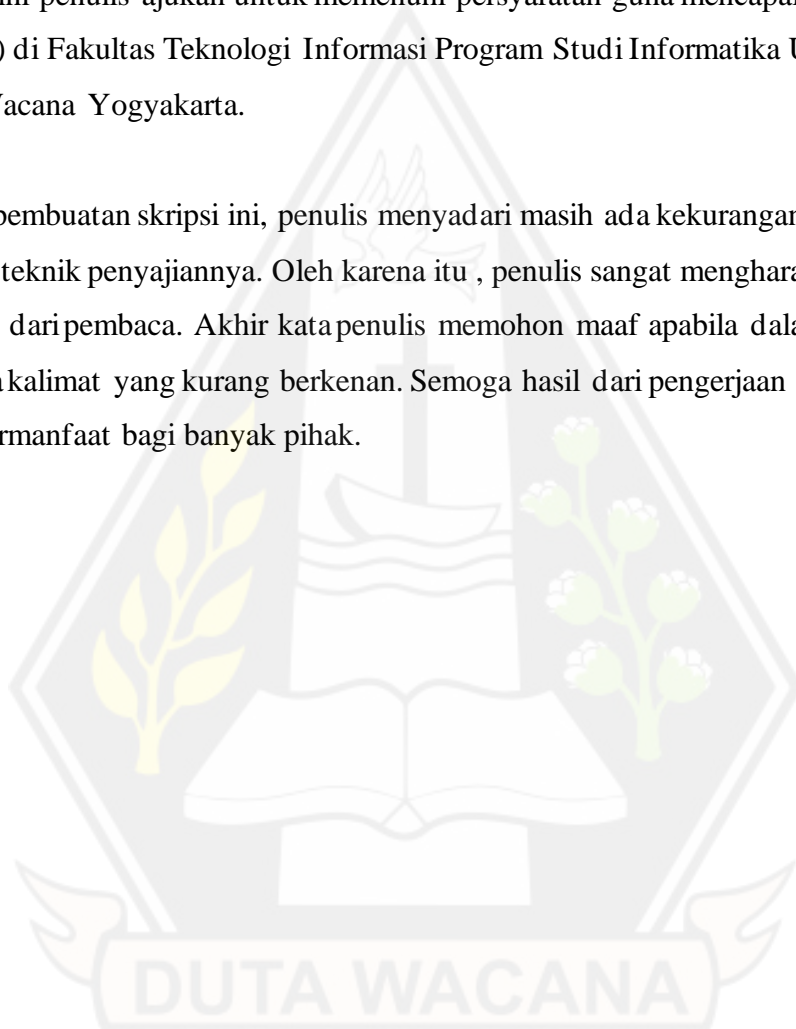 ini penulis ajukan untuk memenuhi persyaratan guna mencapai
) di Fakultas Teknologi Informasi Program Studi Informatika U
Wacana Yogyakarta.
pembuatan skripsi ini, penulis menyadari masih ada kekurangan
teknik penyajiannya. Oleh karena itu , penulis sangat menghara
dari pembaca. Akhir kata penulis memohon maaf apabila dala
kalimat yang kurang berkenan. Semoga hasil dari pengerjaan
rmanfaat bagi banyak pihak.
DUTA WACANA